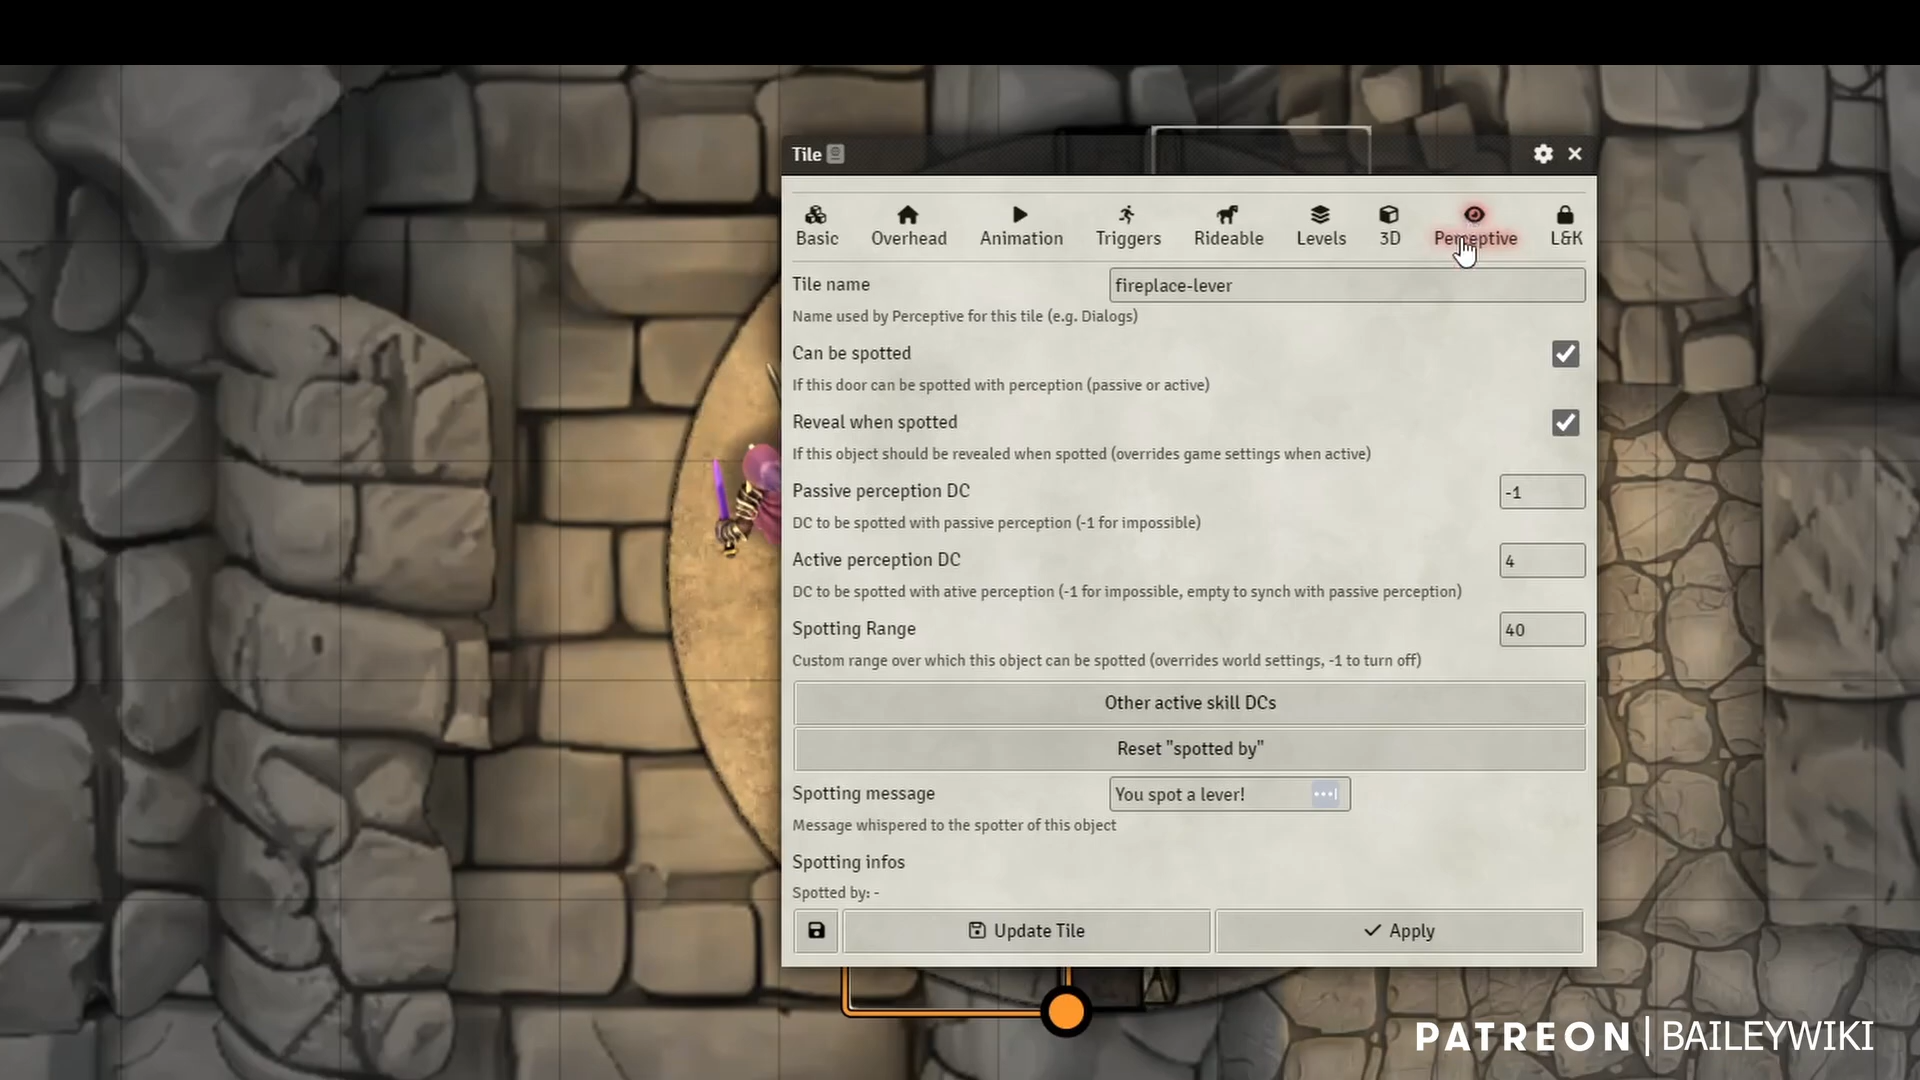 Tile
Basic Overhead Animation Triggers Rideable Levels 3D Perceptive L&K
Tile name fireplace-lever
Name used by Perceptive for this tile (e.g. Dialogs)
Can be spotted
If this door can be spotted with perception (passive or active)
Reveal when spotted
If this object should be revealed when spotted (overrides game settings when active)
Passive perception DC -1
DC to be spotted with passive perception (-1 for impossible)
Active perception DC 4
DC to be spotted with ative perception (-1 for impossible, empty to synch with passive perception)
Spotting Range 40
Custom range over which this object can be spotted (overrides world settings, -1 to turn off)
Other active skill DCs
Reset "spotted by"
Spotting message You spot a lever!
Message whispered to the spotter of this object
Spotting infos
Spotted by: -
Update Tile Apply
PATREON | BAILEYWIKI